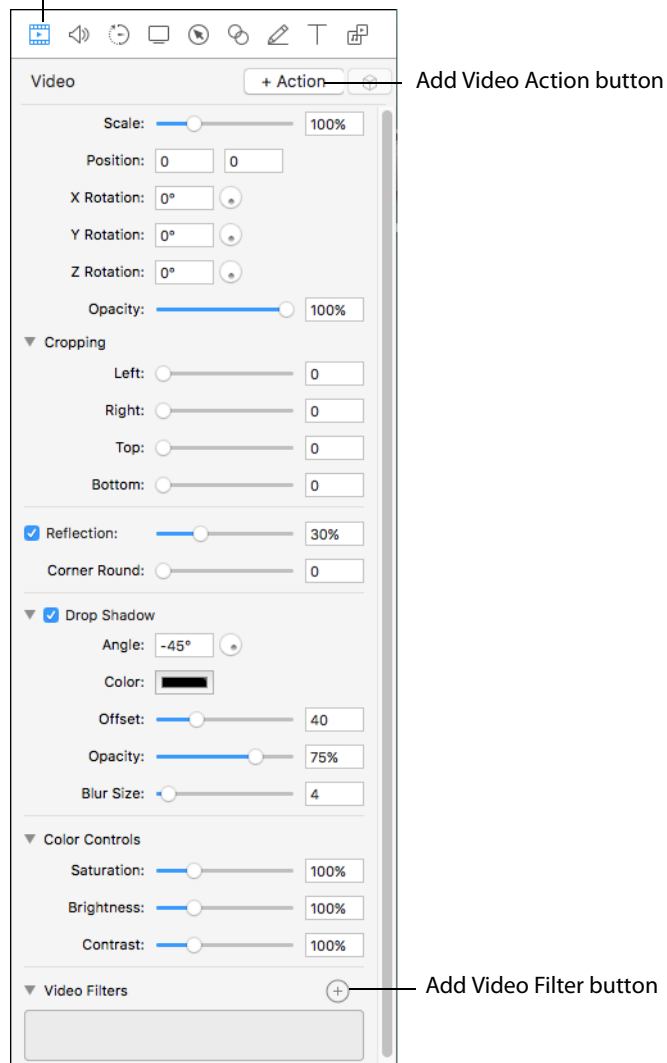 Video + Action Add Video Action button
Scale: 100%
Position: 0 0
X Rotation: 0°
Y Rotation: 0°
Z Rotation: 0°
Opacity: 100%
Cropping
Left: 0
Right: 0
Top: 0
Bottom: 0
Reflection: 30%
Corner Round: 0
Drop Shadow
Angle: -45°
Color:
Offset: 40
Opacity: 75%
Blur Size: 4
Color Controls
Saturation: 100%
Brightness: 100%
Contrast: 100%
Video Filters Add Video Filter button